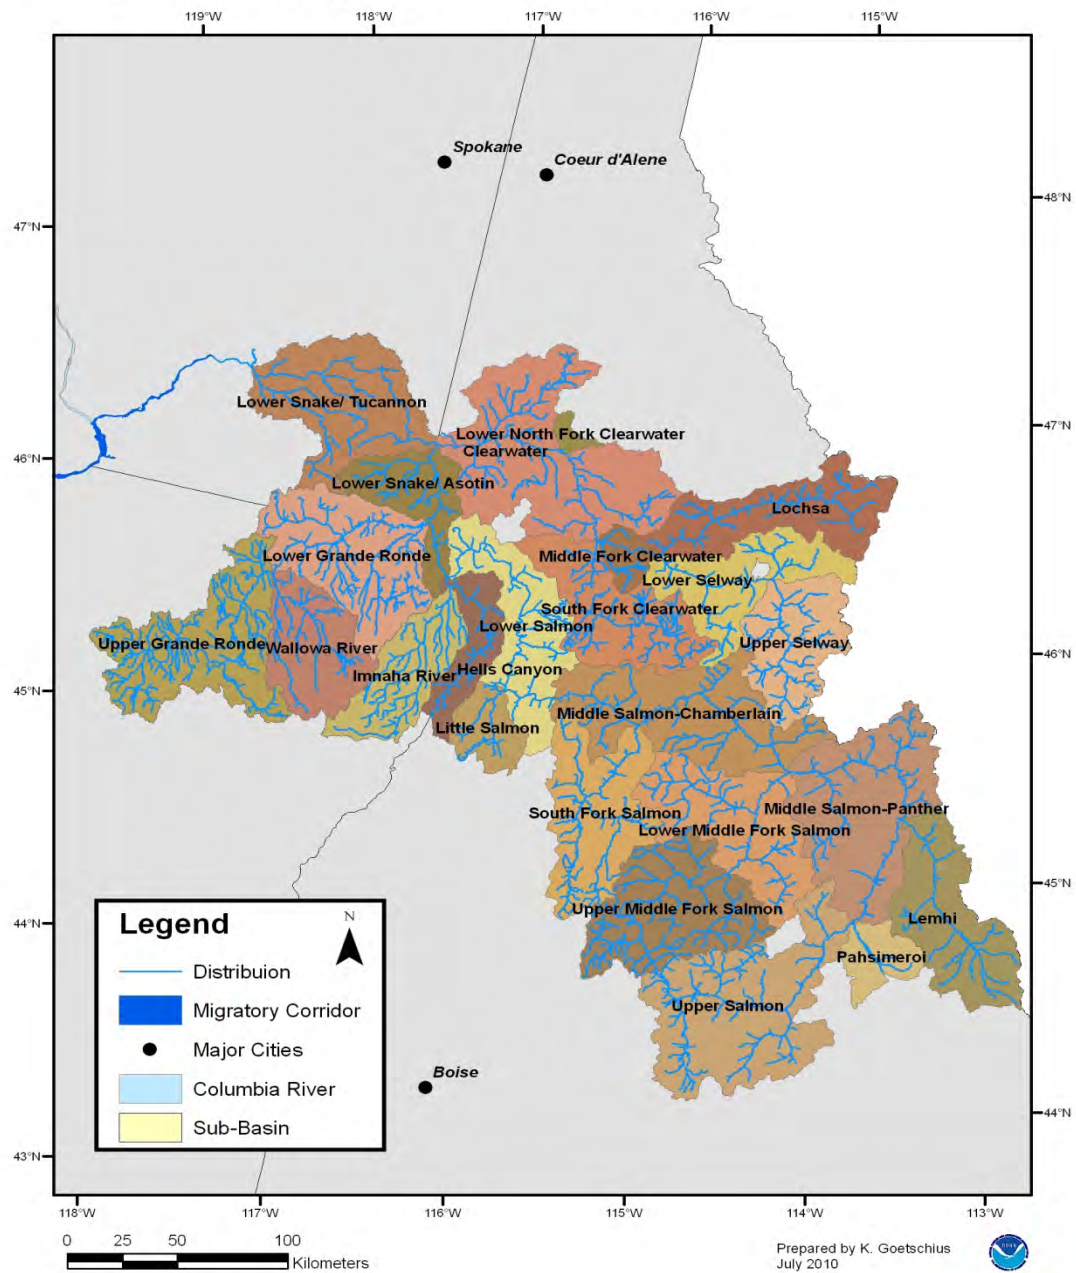 119°W 118°W 117°W 116°W 115°W
Spokane
Coeur d'Alene
48°N
47°N
Lower Snake/ Tucannon
47°N
Lower North Fork Clearwater
Clearwater
46°N
Lower Snake/ Asotin
Lochsa
Lower Grande Ronde
Middle Fork Clearwater
Lower Selway
South Fork Clearwater
Lower Salmon
Upper Grande Ronde
Wallowa River
Upper Selway
46°N
Hells Canyon
Imnaha River
45°N
Middle Salmon-Chamberlain
Little Salmon
Middle Salmon-Panther
South Fork Salmon
Lower Middle Fork Salmon
45°N
Upper Middle Fork Salmon
Lemhi
44°N
Pahsimeroi
Upper Salmon
Legend
N
Distribuion
Migratory Corridor
Major Cities
Columbia River
Sub-Basin
Boise
44°N
43°N
118°W 117°W 116°W 115°W 114°W 113°W
0 25 50 100
Kilometers
Prepared by K. Goetschius
July 2010